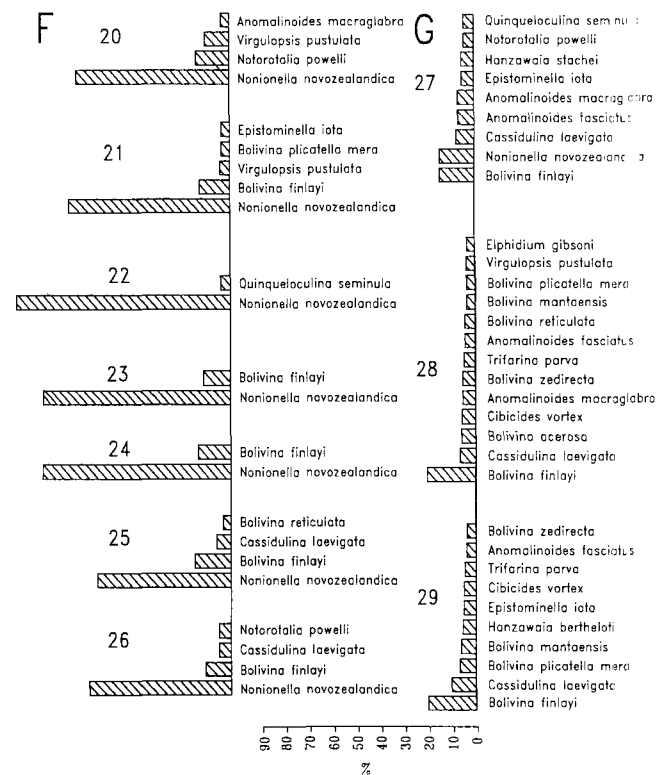 F
20
Anomalinoides macraglabra
Virgulopsis pustulata
Notorotalia powelli
Nonionella novozealandica
21
Epistominella iota
Bolivina plicatella mera
Virgulopsis pustulata
Bolivina finlayi
Nonionella novozealandica
22
Quinqueloculina seminula
Nonionella novozealandica
23
Bolivina finlayi
Nonionella novozealandica
24
Bolivina finlayi
Nonionella novozealandica
25
Bolivina reticulata
Cassidulina laevigata
Bolivina finlayi
Nonionella novozealandica
26
Notorotalia powelli
Cassidulina laevigata
Bolivina finlayi
Nonionella novozealandica
G
27
Quinqueloculina
Notorotalia powelli
Hanzawaia stachei
Epistominella iota
Anomalinoides
Anomalinoides fasciatus
Cassidulina laevigata
Nonionella
Bolivina finlayi
28
Elphidium gibsoni
Virgulopsis pustulata
Bolivina plicatella mera
Bolivina mantaensis
Bolivina reticulata
Anomalinoides fasciatus
Trifarina parva
Bolivina zedirecta
Anomalinoides macraglabra
Cibicides vortex
Bolivina acerosa
Cassidulina laevigata
Bolivina finlayi
29
Bolivina zedirecta
Anomalinoides fasciatus
Trifarina parva
Cibicides vortex
Epistominella iota
Hanzawaia bertheloti
Bolivina mantaensis
Bolivina plicatella mera
Cassidulina laevigata
Bolivina finlayi
90 80 70 60 50 40 30 20 10 0
%